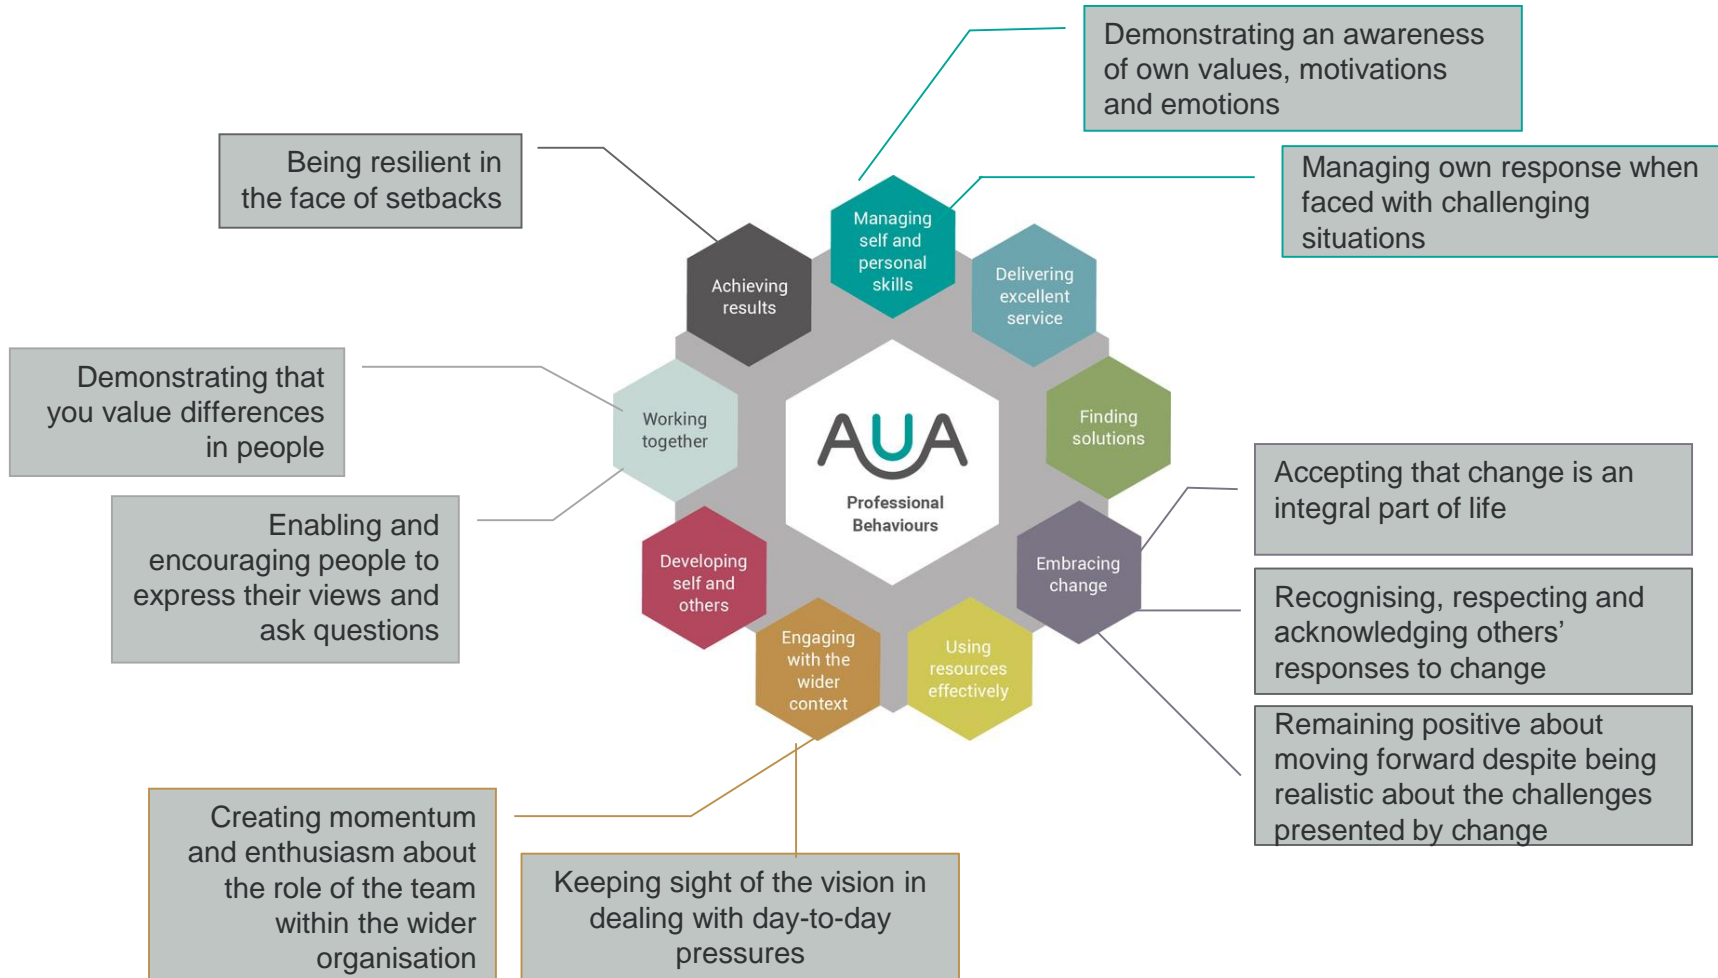 Demonstrating an awareness
of own values, motivations
and emotions
Being resilient in
the face of setbacks
Managing own response when
faced with challenging
situations
Managing
self and
personal
skills
Achieving
results
Delivering
excellent
service
Demonstrating that
you value differences
in people
Working
together
Finding
solutions
AUA
Professional
Behaviours
Accepting that change is an
integral part of life
Enabling and
encouraging people to
express their views and
ask questions
Developing
self and
others
Embracing
change
Recognising, respecting and
acknowledging others’
responses to change
Engaging
with the
wider
context
Using
resources
effectively
Remaining positive about
moving forward despite being
realistic about the challenges
presented by change
Creating momentum
and enthusiasm about
the role of the team
within the wider
organisation
Keeping sight of the vision in
dealing with day-to-day
pressures